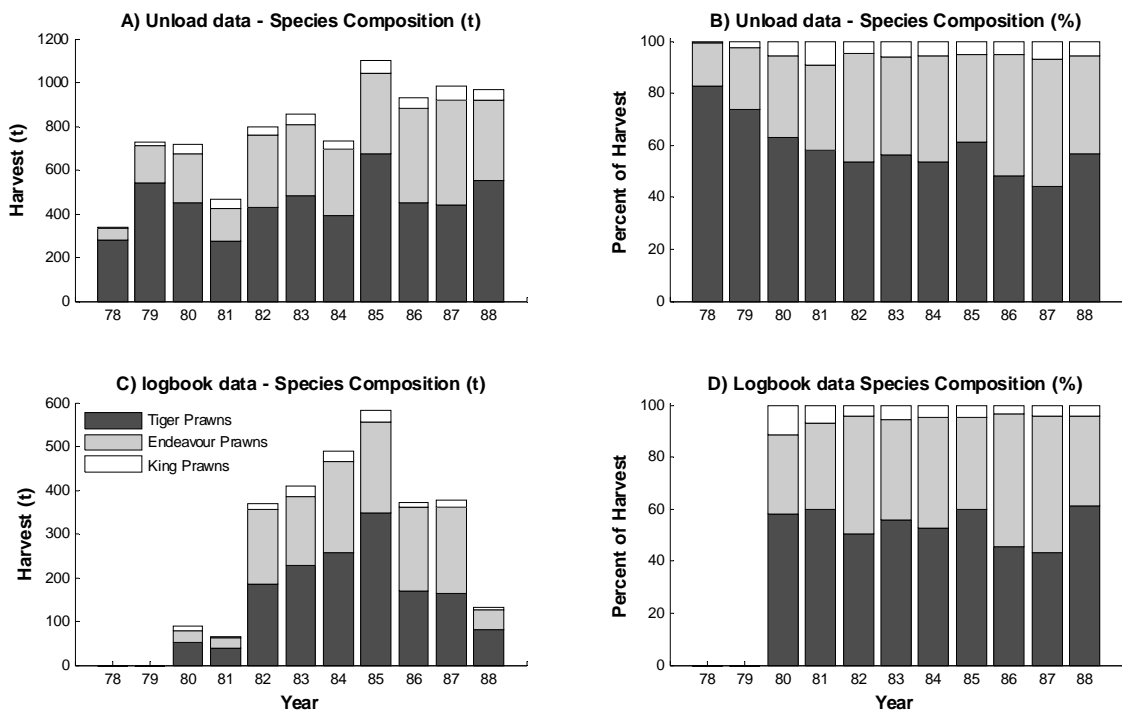 A) Unload data - Species Composition (t)
1200
1000
800
600
400
200
0
Harvest (t)
78 79 80 81 82 83 84 85 86 87 88
B) Unload data - Species Composition (%)
100
80
60
40
20
0
Percent of Harvest
78 79 80 81 82 83 84 85 86 87 88
C) logbook data - Species Composition (t)
600
500
400
300
200
100
0
Harvest (t)
Tiger Prawns
Endeavour Prawns
King Prawns
78 79 80 81 82 83 84 85 86 87 88
Year
D) Logbook data Species Composition (%)
100
80
60
40
20
0
Percent of Harvest
78 79 80 81 82 83 84 85 86 87 88
Year